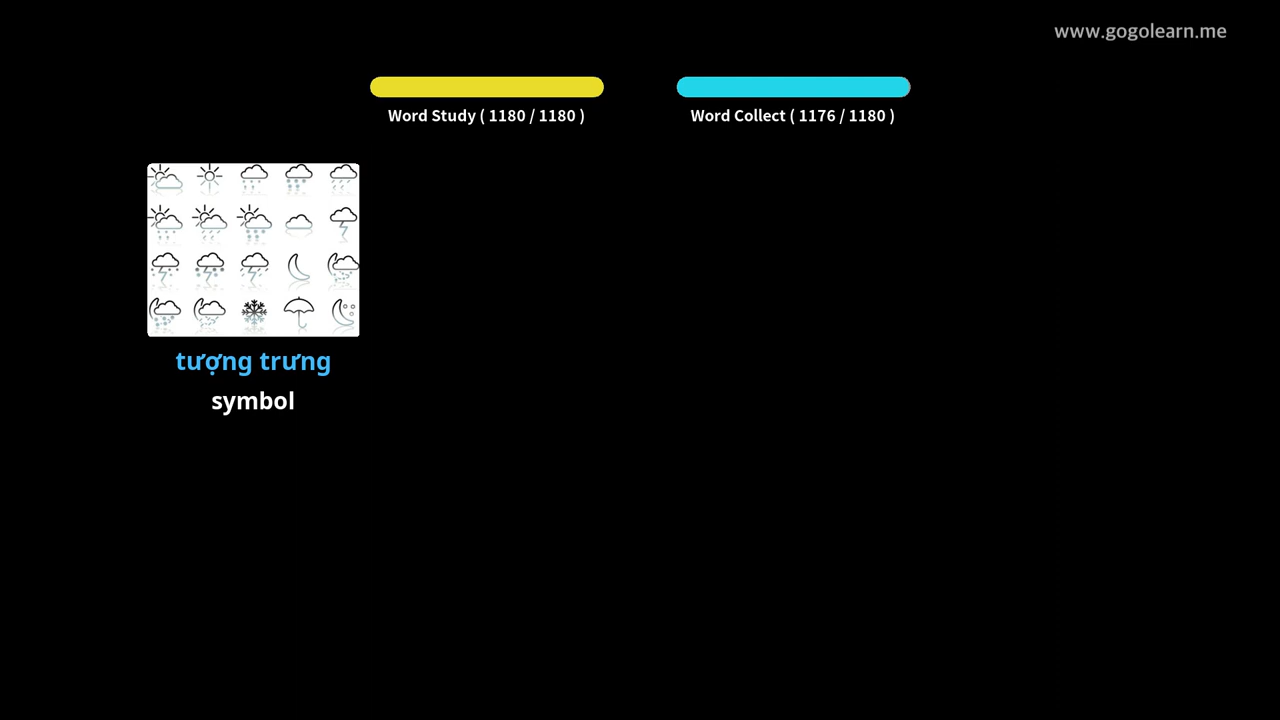 www.gogolearn.me
Word Study ( 1180 / 1180 )
Word Collect ( 1176 / 1180 )
tượng trưng
symbol